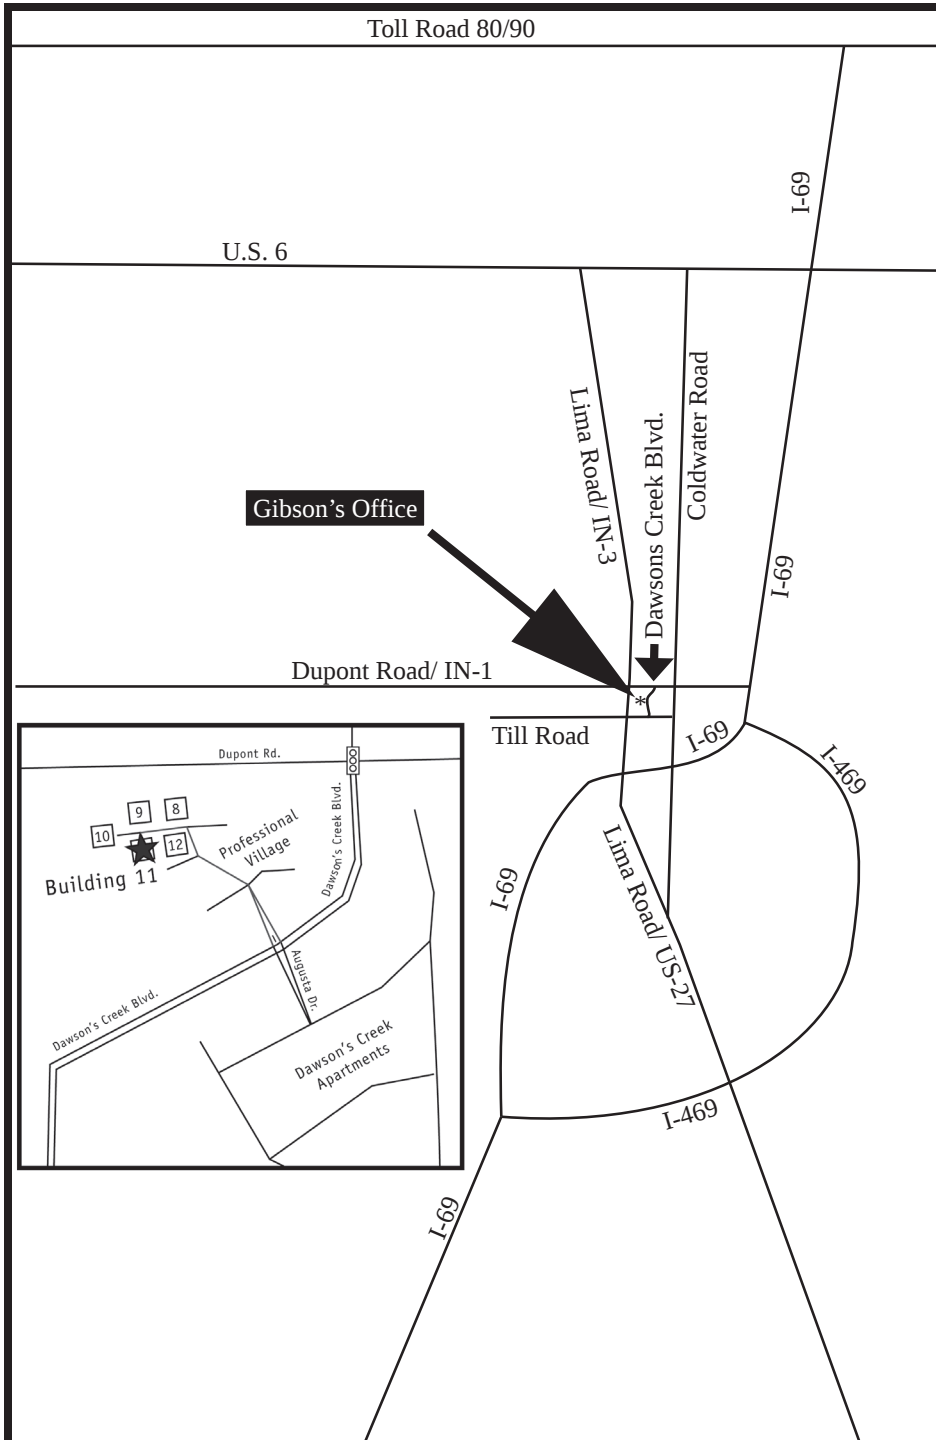 Toll Road 80/90
I-69
U.S. 6
Lima Road/ IN-3
Dawsons Creek Blvd.
Coldwater Road
Gibson's Office
I-69
Dupont Road/ IN-1
*
Till Road
I-69
I-469
Dupont Rd.
9
8
10
12
Building 11
Professional
Village
Dawson's Creek Blvd.
Augusta Dr.
Dawson's Creek Blvd.
Dawson's Creek
Apartments
I-69
Lima Road/ US-27
I-469
I-69